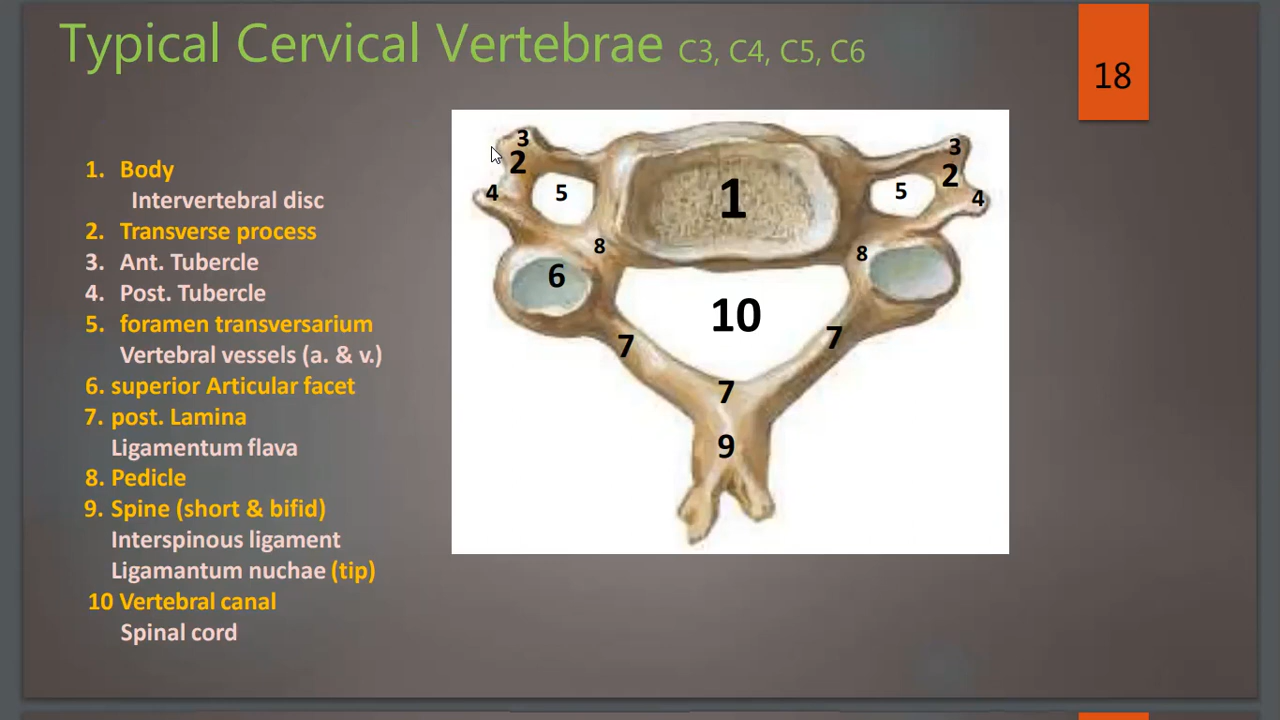 Typical Cervical Vertebrae C3, C4, C5, C6
18
1. Body
Intervertebral disc
2. Transverse process
3. Ant. Tubercle
4. Post. Tubercle
5. foramen transversarium
Vertebral vessels (a. & v.)
6. superior Articular facet
7. post. Lamina
Ligamentum flava
8. Pedicle
9. Spine (short & bifid)
Interspinous ligament
Ligamantum nuchae (tip)
10 Vertebral canal
Spinal cord
3
3
2
2
4
5
1
5
4
8
8
6
10
7
7
7
9